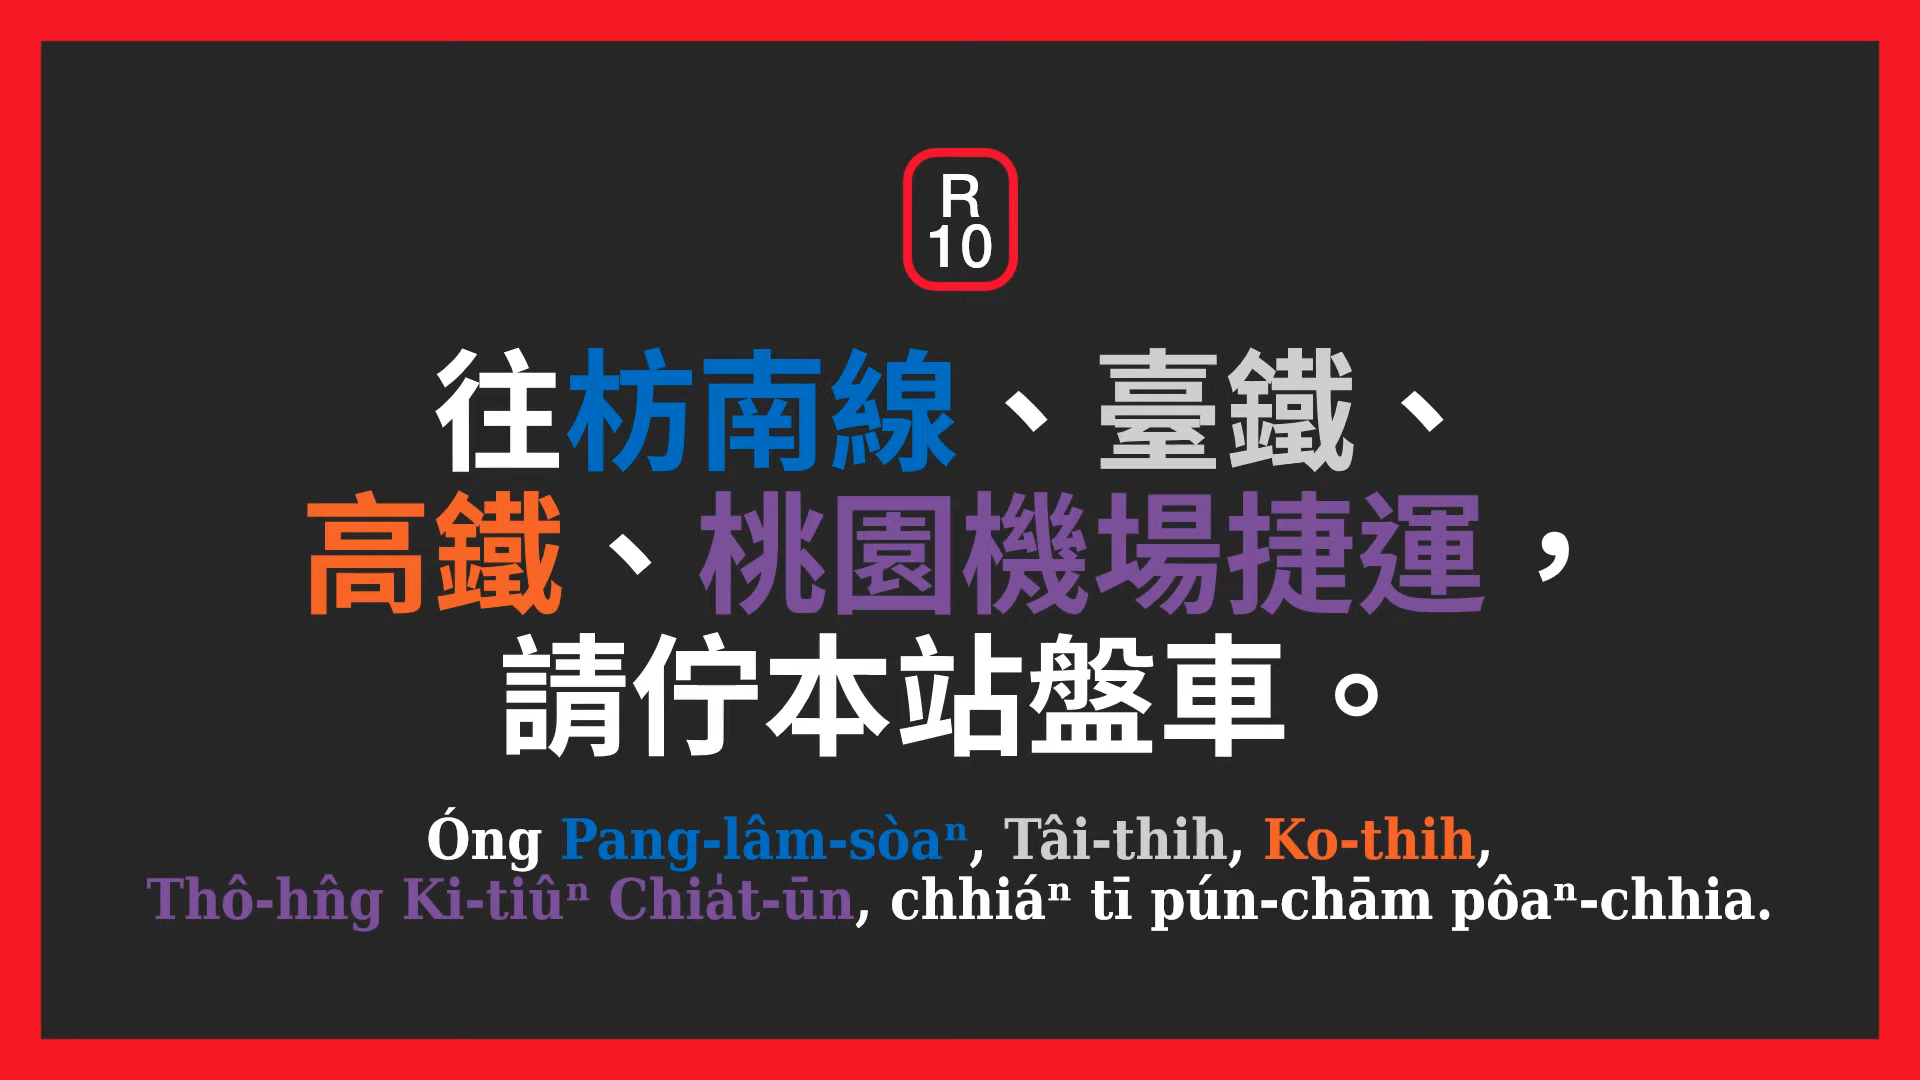 R
10
往枋南線、臺鐵、
高鐵、桃園機場捷運，
請佇本站盤車。
Óng Pang-lâm-sòaⁿ, Tâi-thih, Ko-thih,
Thô-hn̂g Ki-tiûⁿ Chia̍t-ūn, chhiáⁿ tī pún-chām pôaⁿ-chhia.